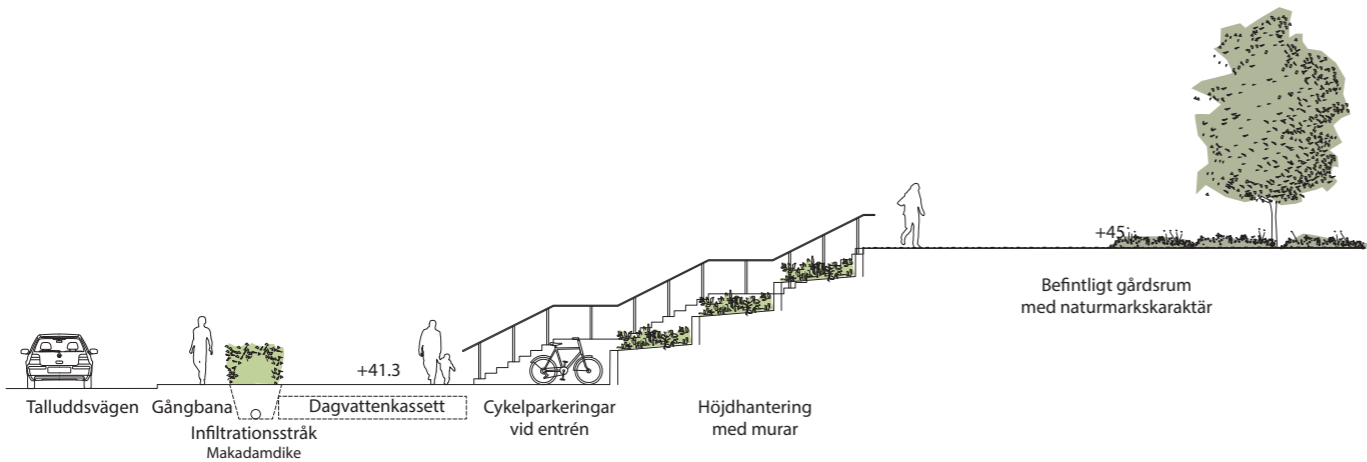 +45
Befintligt gårdsrum
med naturmarkskaraktär
+41.3
Talluddsvägen
Gångbana
Dagvattenkassett
Cykelparkeringar
vid entrén
Höjdhantering
med murar
Infiltrationsstråk
Makadamdike